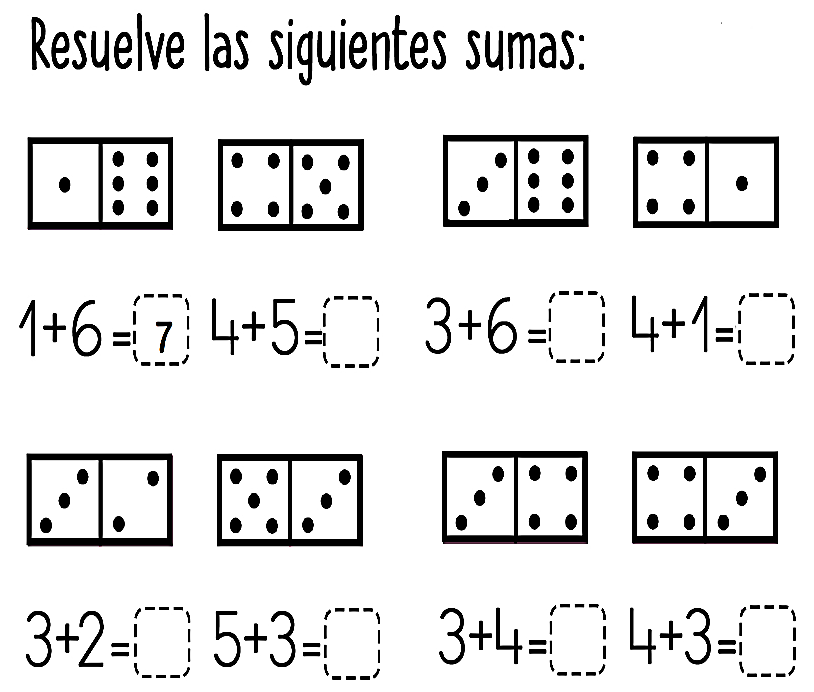 Resuelve las siguientes sumas:
1+6=7 4+5= 3+6= 4+1=
3+2= 5+3= 3+4= 4+3=